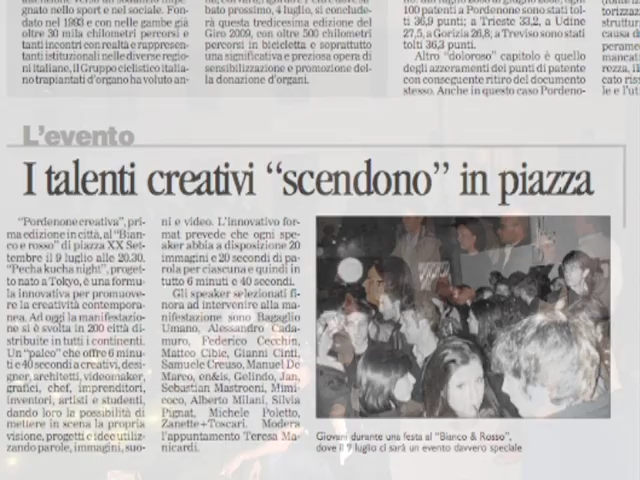 gnato nello sport e nel sociale. Fon-
dato nel 1993 e con nelle gambe già
oltre 30 mila chilometri percorsi e
tanti incontri con realtà e rappresen-
tanti istituzionali nelle diverse regio-
ni italiane, il Gruppo ciclistico italia-
no trapiantati d'organo ha voluto an-
bato prossimo, 4 luglio, si conclude-
rà questa tredicesima edizione del
Giro 2009, con oltre 500 chilometri
percorsi in bicicletta e soprattutto
una significativa e preziosa opera di
sensibilizzazione e promozione del-
la donazione d'organi.
100 patenti a Pordenone sono stati tol-
ti 36,9 punti; a Trieste 33,2, a Udine
27,5, a Gorizia 26,8; a Treviso sono stati
tolti 36,3 punti.
Altro "doloroso" capitolo è quello
degli azzeramenti dei punti di patente
con conseguente ritiro del documento
stesso. Anche in questo caso Pordeno-
L'evento
I talenti creativi "scendono" in piazza
"Pordenone creativa", pri-
ma edizione in città, al "Bian-
co e rosso" di piazza XX Set-
tembre il 9 luglio alle 20.30.
"Pecha kucha night", proget-
to nato a Tokyo, è una formu-
la innovativa per promuove-
re la creatività contempora-
nea. Ad oggi la manifestazio-
ne si è svolta in 200 città di-
stribuite in tutti i continenti.
Un "palco" che offre 6 minu-
ti e 40 secondi a creativi, desi-
gner, architetti, videomaker,
grafici, chef, imprenditori,
inventori, artisti e studenti,
dando loro la possibilità di
mettere in scena la propria
visione, progetti e idee utiliz-
zando parole, immagini, suo-
ni e video. L'innovativo for-
mat prevede che ogni spe-
aker abbia a disposizione 20
immagini e 20 secondi di pa-
rola per ciascuna e quindi in
tutto 6 minuti e 40 secondi.
Gli speaker selezionati fi-
nora ad intervenire alla ma-
nifestazione sono Bagaglio
Umano, Alessandro Cada-
muro, Federico Cecchin,
Matteo Cibic, Gianni Cinti,
Samuele Creuso, Manuel De
Marco, en&is, Gelindo, Jan,
Sebastian Mastroeni, Mimi-
coco, Alberto Milani, Silvia
Pignat, Michele Poletto,
Zanette+Toscari. Modera
l'appuntamento Teresa Ma-
nicardi.
Giovani durante una festa al "Bianco & Rosso",
dove il 9 luglio ci sarà un evento davvero speciale